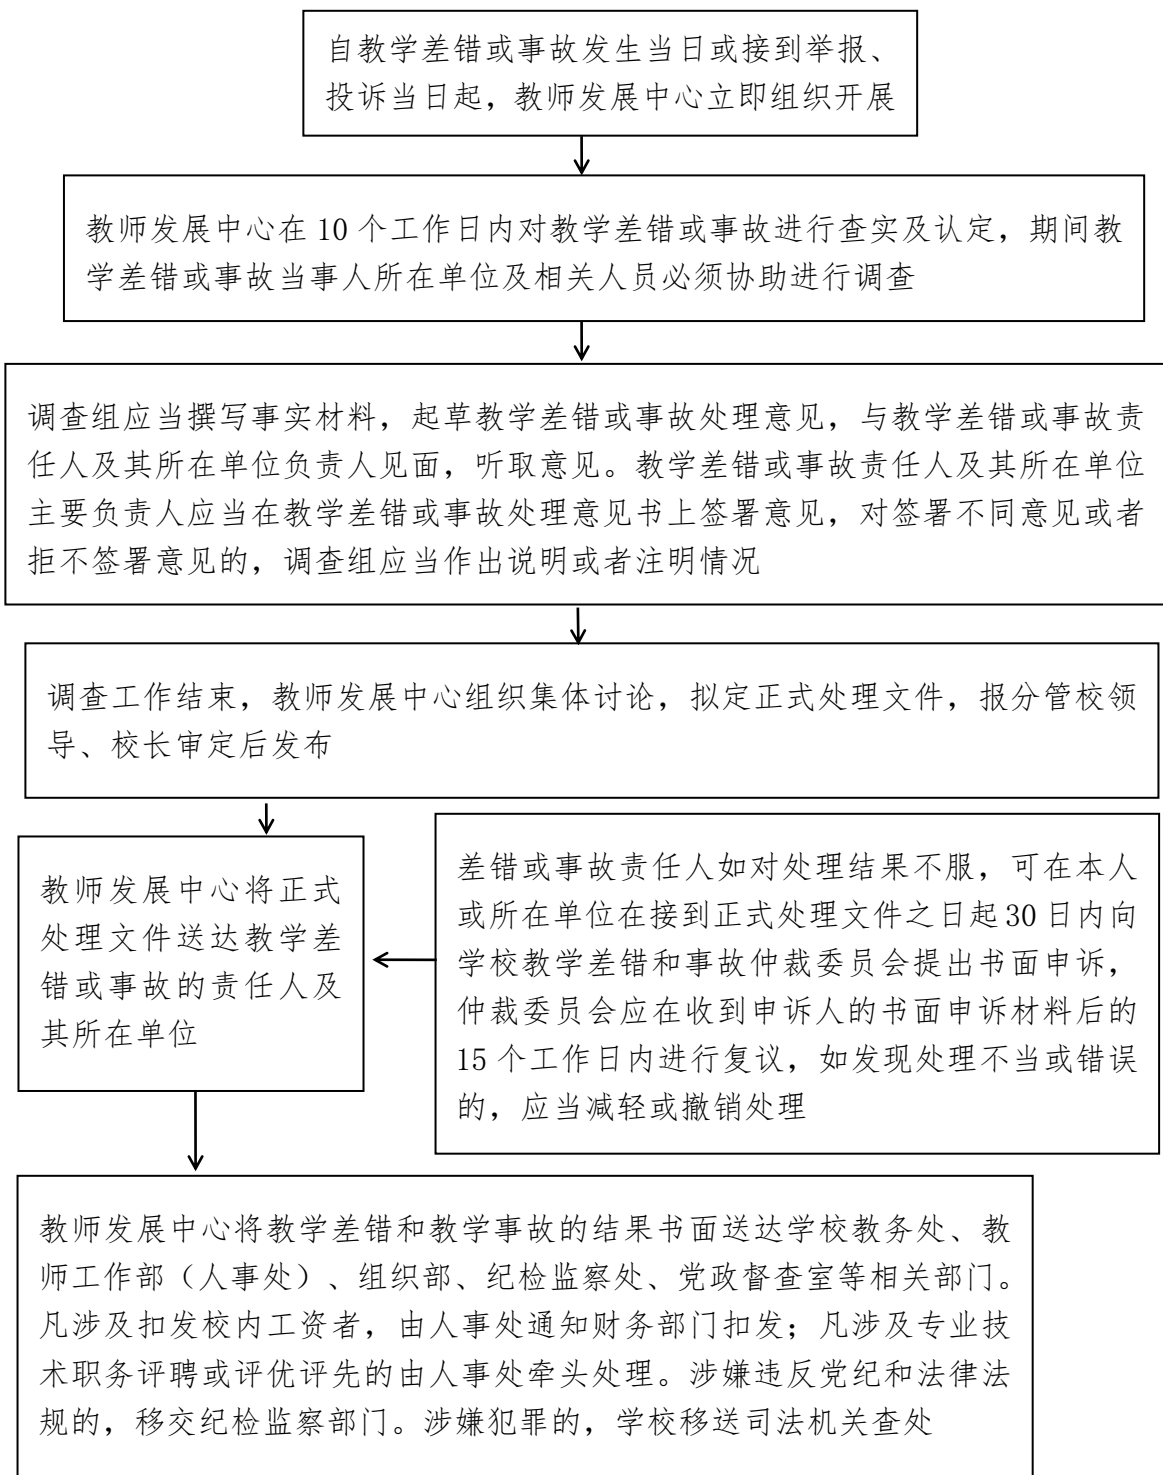 自教学差错或事故发生当日或接到举报、
投诉当日起，教师发展中心立即组织开展
教师发展中心在 10 个工作日内对教学差错或事故进行查实及认定，期间教
学差错或事故当事人所在单位及相关人员必须协助进行调查
调查组应当撰写事实材料，起草教学差错或事故处理意见，与教学差错或事故责
任人及其所在单位负责人见面，听取意见。教学差错或事故责任人及其所在单位
主要负责人应当在教学差错或事故处理意见书上签署意见，对签署不同意见或者
拒不签署意见的，调查组应当作出说明或者注明情况
调查工作结束，教师发展中心组织集体讨论，拟定正式处理文件，报分管校领
导、校长审定后发布
教师发展中心将正式
处理文件送达教学差
错或事故的责任人及
其所在单位
差错或事故责任人如对处理结果不服，可在本人
或所在单位在接到正式处理文件之日起 30 日内向
学校教学差错和事故仲裁委员会提出书面申诉，
仲裁委员会应在收到申诉人的书面申诉材料后的
15 个工作日内进行复议，如发现处理不当或错误
的，应当减轻或撤销处理
教师发展中心将教学差错和教学事故的结果书面送达学校教务处、教
师工作部（人事处）、组织部、纪检监察处、党政督查室等相关部门。
凡涉及扣发校内工资者，由人事处通知财务部门扣发；凡涉及专业技
术职务评聘或评优评先的由人事处牵头处理。涉嫌违反党纪和法律法
规的，移交纪检监察部门。涉嫌犯罪的，学校移送司法机关查处